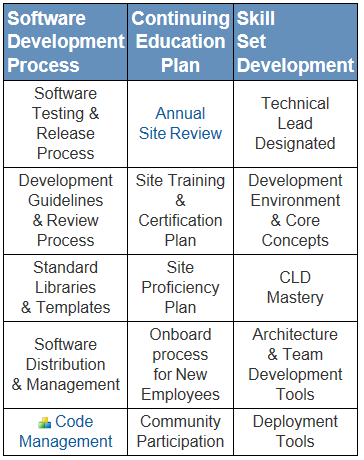 Software
Development
Process
Continuing
Education
Plan
Skill
Set
Development
Software
Testing &
Release
Process
Annual
Site Review
Technical
Lead
Designated
Development
Guidelines
& Review
Process
Site Training
&
Certification
Plan
Development
Environment
& Core
Concepts
Standard
Libraries
& Templates
Site
Proficiency
Plan
CLD
Mastery
Software
Distribution
& Management
Onboard
process
for New
Employees
Architecture
& Team
Development
Tools
Code
Management
Community
Participation
Deployment
Tools